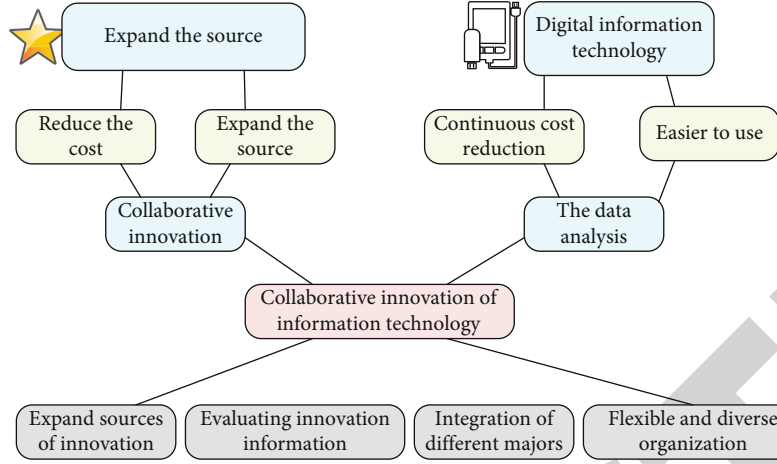 Expand the source
Digital information
technology
Reduce the
cost
Expand the
source
Continuous cost
reduction
Easier to use
Collaborative
innovation
The data
analysis
Collaborative innovation of
information technology
Expand sources
of innovation
Evaluating innovation
information
Integration of
different majors
Flexible and diverse
organization